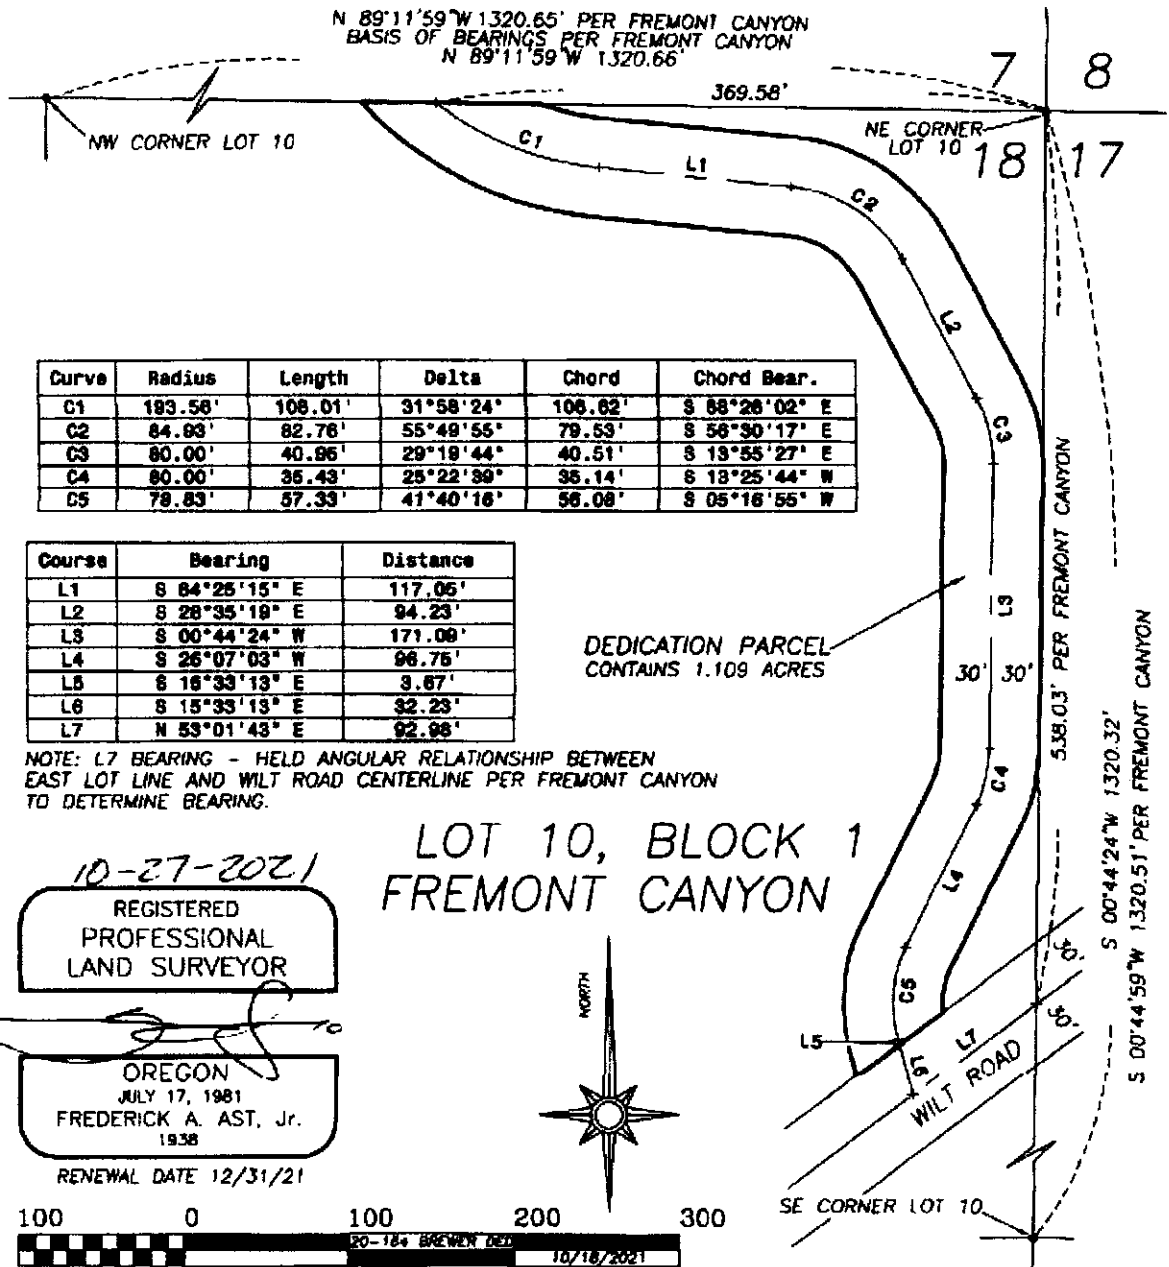 N 89°11'59"W 1320.65' PER FREMONT CANYON
BASIS OF BEARINGS PER FREMONT CANYON
N 89°11'59"W 1320.66'
369.58'
7 8
NW CORNER LOT 10
NE CORNER
LOT 10
18 17
C1
L1
C2
L2
C3
Curve Radius Length Delta Chord Chord Bear.
C1 193.56' 108.01' 31°58'24" 106.62' S 68°26'02" E
C2 84.93' 82.76' 55°49'55" 79.53' S 56°30'17" E
C3 80.00' 40.95' 29°19'44" 40.51' S 13°55'27" E
C4 80.00' 35.43' 25°22'39" 35.14' S 13°25'44" W
C5 78.83' 57.33' 41°40'16" 56.08' S 05°16'55" W
Course Bearing Distance
L1 S 84°25'15" E 117.05'
L2 S 28°35'19" E 94.23'
L3 S 00°44'24" W 171.09'
L4 S 26°07'03" W 96.75'
L5 S 15°33'13" E 3.67'
L6 S 15°33'13" E 32.23'
L7 N 53°01'43" E 92.98'
NOTE: L7 BEARING - HELD ANGULAR RELATIONSHIP BETWEEN
EAST LOT LINE AND WILT ROAD CENTERLINE PER FREMONT CANYON
TO DETERMINE BEARING.
DEDICATION PARCEL
CONTAINS 1.109 ACRES
L3
30' 30'
538.03' PER FREMONT CANYON
S 00°44'24"W 1320.32'
S 00°44'59"W 1320.51' PER FREMONT CANYON
C4
L4
C5
LOT 10, BLOCK 1
FREMONT CANYON
10-27-2021
REGISTERED
PROFESSIONAL
LAND SURVEYOR
OREGON
JULY 17, 1981
FREDERICK A. AST, Jr.
1938
RENEWAL DATE 12/31/21
NORTH
L5
L6
L7
30'
WILT ROAD
SE CORNER LOT 10
100 0 100 200 300
20-184 BREWER DED
10/18/2021